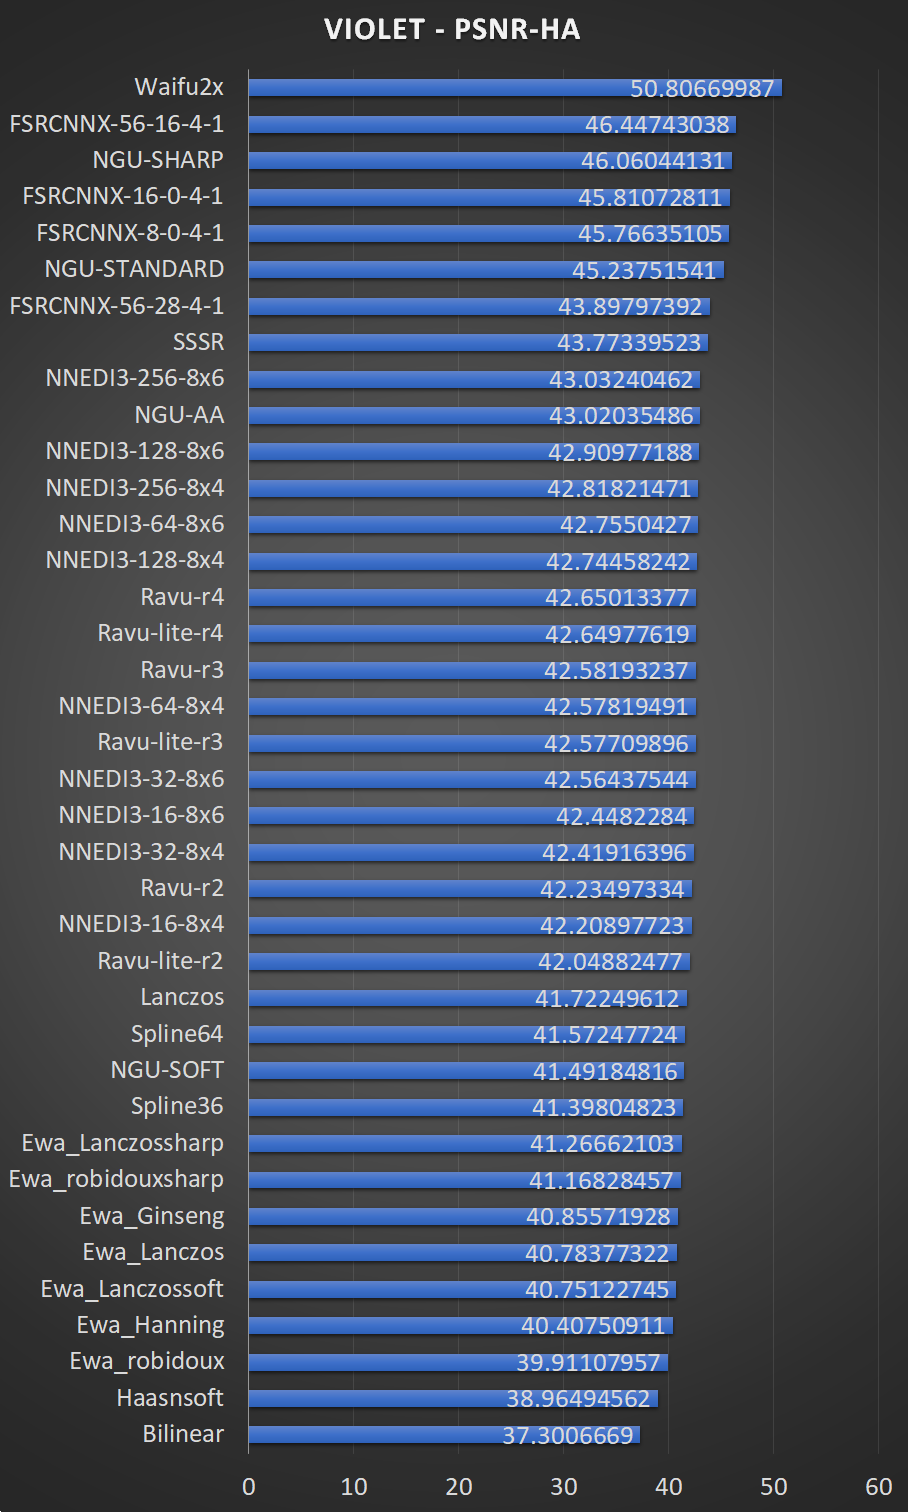 VIOLET - PSNR-HA
Waifu2x 50.80669987
FSRCNNX-56-16-4-1 46.44743038
NGU-SHARP 46.06044131
FSRCNNX-16-0-4-1 45.81072811
FSRCNNX-8-0-4-1 45.76635105
NGU-STANDARD 45.23751541
FSRCNNX-56-28-4-1 43.89797392
SSSR 43.77339523
NNEDI3-256-8x6 43.03240462
NGU-AA 43.02035486
NNEDI3-128-8x6 42.90977188
NNEDI3-256-8x4 42.81821471
NNEDI3-64-8x6 42.7550427
NNEDI3-128-8x4 42.74458242
Ravu-r4 42.65013377
Ravu-lite-r4 42.64977619
Ravu-r3 42.58193237
NNEDI3-64-8x4 42.57819491
Ravu-lite-r3 42.57709896
NNEDI3-32-8x6 42.56437544
NNEDI3-16-8x6 42.4482284
NNEDI3-32-8x4 42.41916396
Ravu-r2 42.23497334
NNEDI3-16-8x4 42.20897723
Ravu-lite-r2 42.04882477
Lanczos 41.72249612
Spline64 41.57247724
NGU-SOFT 41.49184816
Spline36 41.39804823
Ewa_Lanczossharp 41.26662103
Ewa_robidouxsharp 41.16828457
Ewa_Ginseng 40.85571928
Ewa_Lanczos 40.78377322
Ewa_Lanczossoft 40.75122745
Ewa_Hanning 40.40750911
Ewa_robidoux 39.91107957
Haasnsoft 38.96494562
Bilinear 37.3006669
0 10 20 30 40 50 60